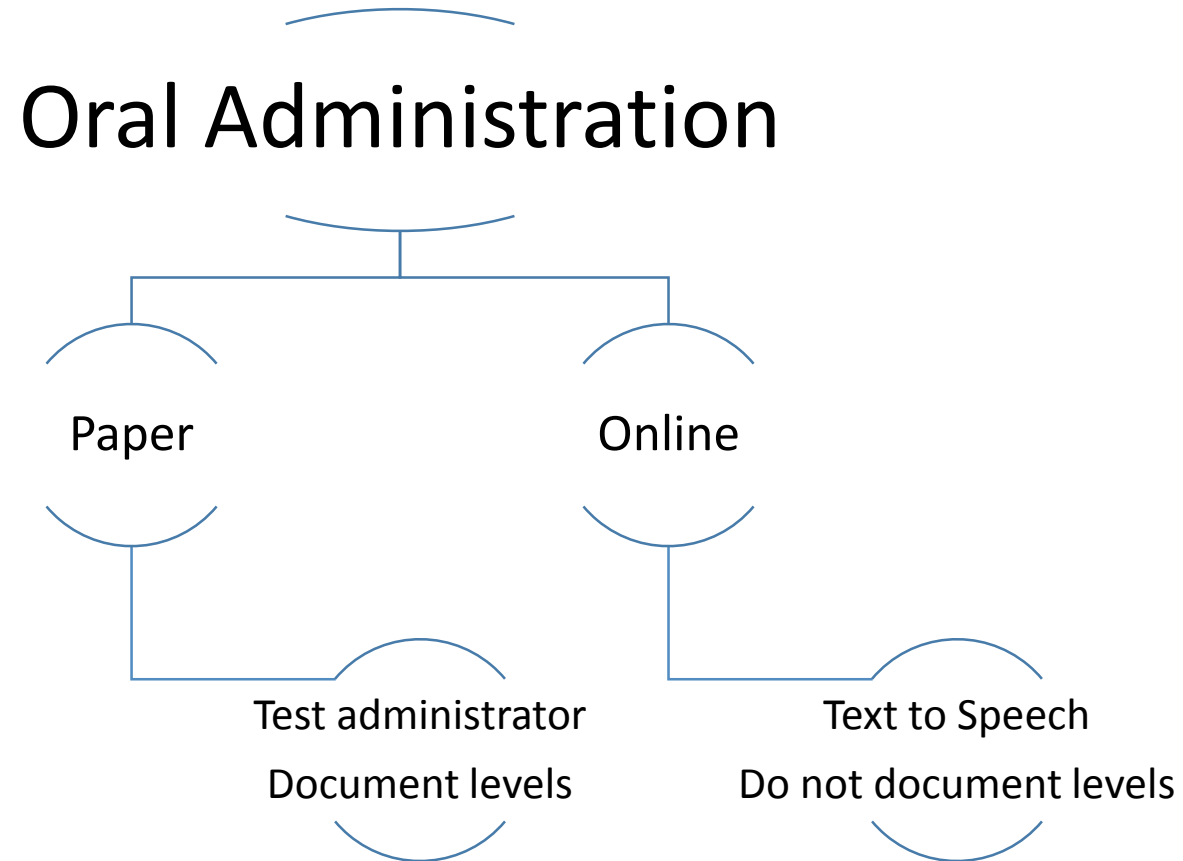 Oral Administration
Paper
Online
Test administrator
Document levels
Text to Speech
Do not document levels